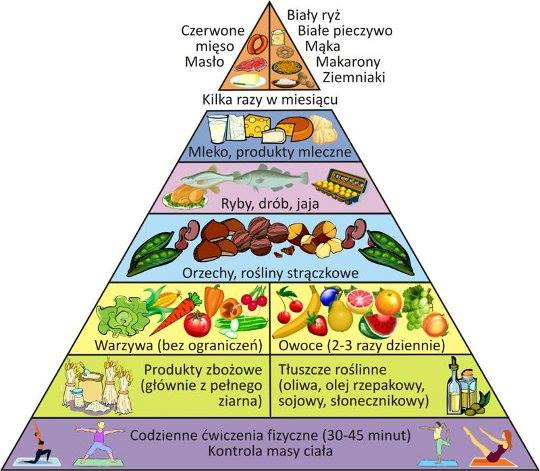 Czerwone
mięso
Masło
Biały ryż
Białe pieczywo
Mąka
Makarony
Ziemniaki
Kilka razy w miesiącu
Mleko, produkty mleczne
Ryby, drób, jaja
Orzechy, rośliny strączkowe
Warzywa (bez ograniczeń)
Owoce (2-3 razy dziennie)
Produkty zbożowe
(głównie z pełnego
ziarna)
Tłuszcze roślinne
(oliwa, olej rzepakowy,
sojowy, słonecznikowy)
Codzienne ćwiczenia fizyczne (30-45 minut)
Kontrola masy ciała